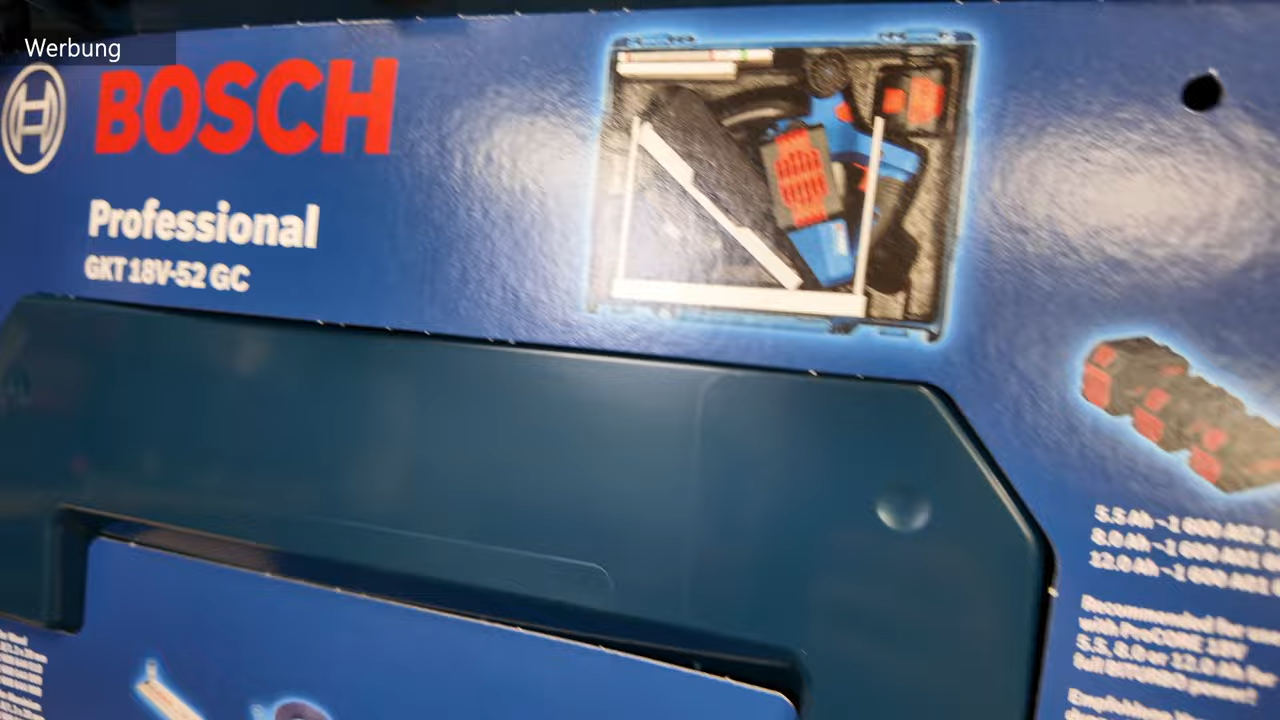 Werbung
BOSCH
Professional
GKT 18V-52 GC
5.5 Ah -1 600 A02
8.0 Ah -1 600 A01
12.0 Ah -1 600 A01
Recommended for use
with ProCORE 18V
5.5, 8.0 or 12.0 Ah for
full BITURBO power!